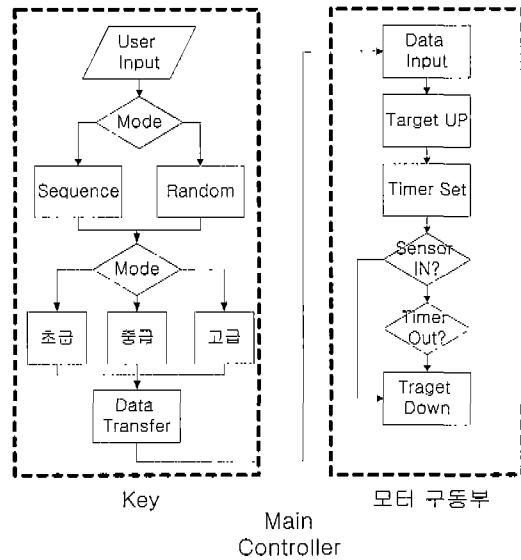 User
Input
Mode
Sequence
Random
Mode
초급
중급
고급
Data
Transfer
Key
Data
Input
Target UP
Timer Set
Sensor
IN?
Timer
Out?
Traget
Down
모터 구동부
Main
Controller